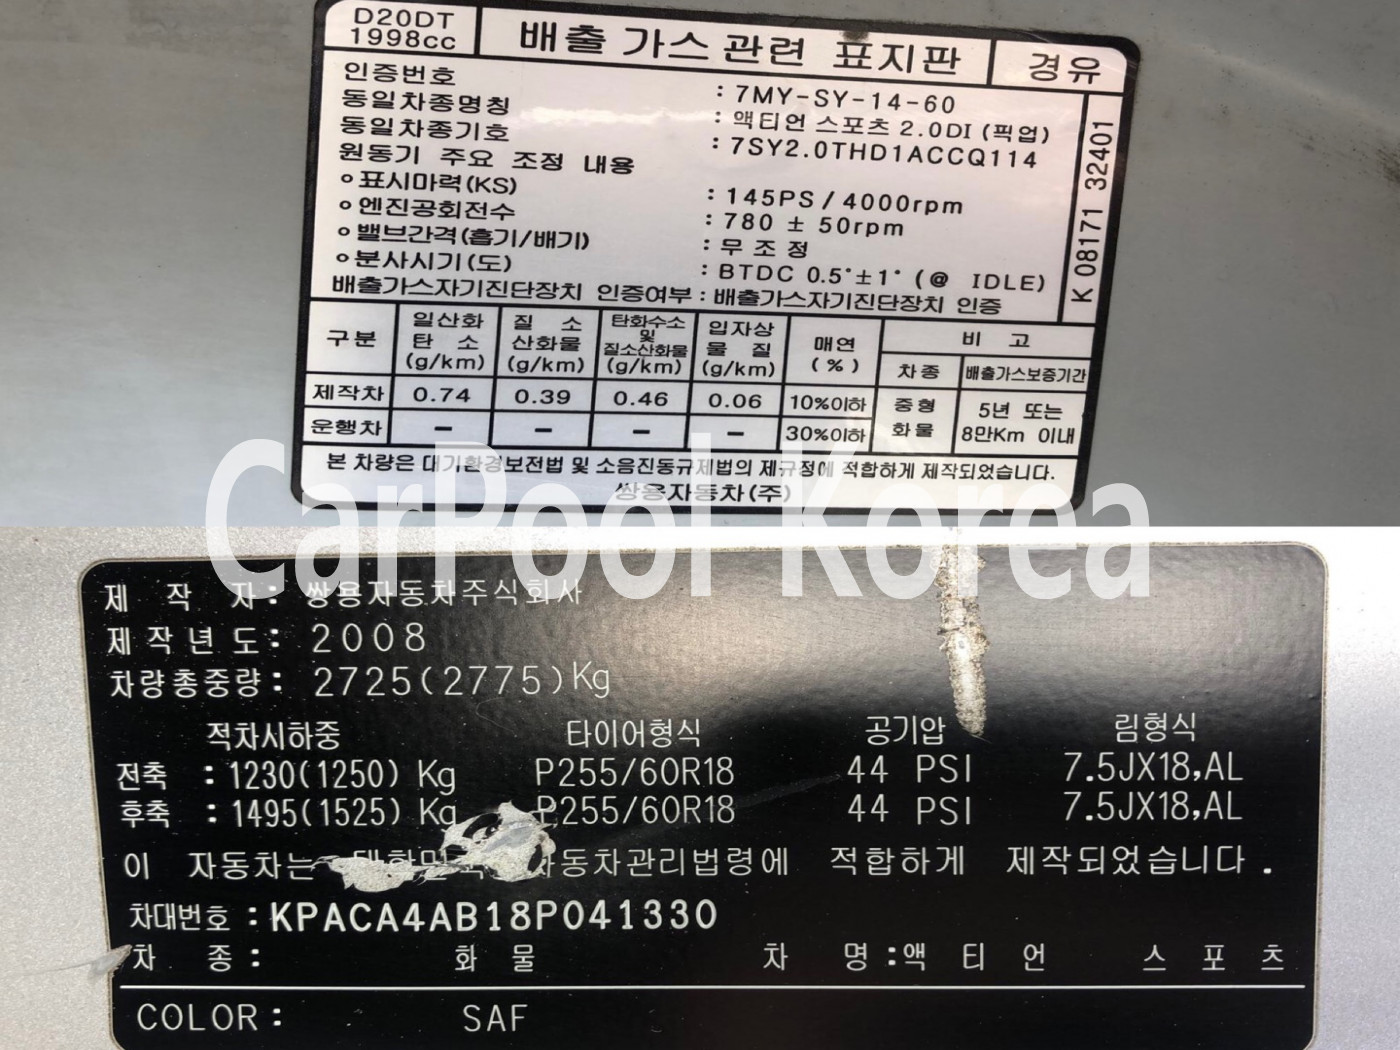 D20DT
1998cc
배출 가스 관련 표지판
경유
인증번호 : 7MY-SY-14-60
동일차종명칭 : 액티언 스포츠 2.0DI (픽업)
동일차종기호 : 7SY2.0THD1ACCQ114
원동기 주요 조정 내용
o 표시마력(KS) : 145PS / 4000rpm
o 엔진공회전수 : 780 ± 50rpm
o 밸브간격(흡기/배기) : 무 조 정
o 분사시기(도) : BTDC 0.5°±1° (@ IDLE)
배출가스자기진단장치 인증여부 : 배출가스자기진단장치 인증
K 08171 32401
구분 일산화탄소 (g/km) 질소산화물 (g/km) 탄화수소 및 질소산화물 (g/km) 입자상물질 (g/km) 매연 (%) 비 고
차종 배출가스보증기간
제작차 0.74 0.39 0.46 0.06 10%이하 중형화물 5년 또는 8만Km 이내
운행차 - - - - 30%이하
본 차량은 대기환경보전법 및 소음진동규제법의 제규정에 적합하게 제작되었습니다.
쌍용자동차(주)
CarPool Korea
제 작 자: 쌍용자동차주식회사
제작년도: 2008
차량총중량: 2725(2775)Kg
적차시하중 타이어형식 공기압 림형식
전축 : 1230(1250) Kg P255/60R18 44 PSI 7.5JX18,AL
후축 : 1495(1525) Kg P255/60R18 44 PSI 7.5JX18,AL
이 자동차는 자동차관리법령에 적합하게 제작되었습니다.
차대번호 : KPACA4AB18P041330
차 종 : 화 물 차 명 : 액 티 언 스 포 츠
COLOR : SAF